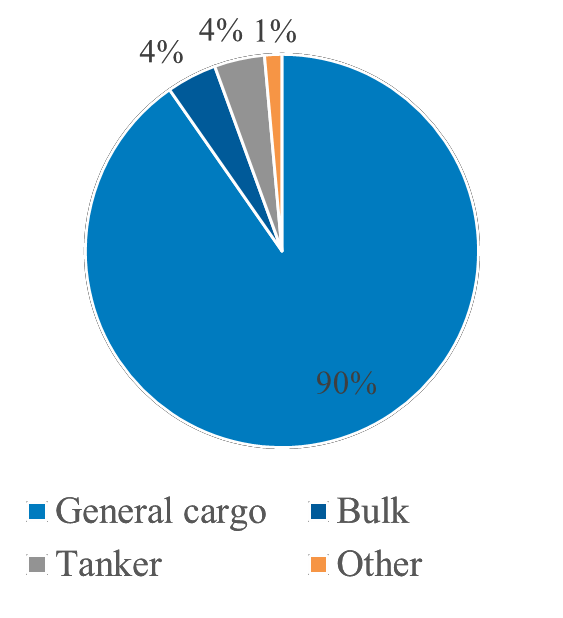 4% 1%
4%
90%
General cargo Bulk
Tanker Other